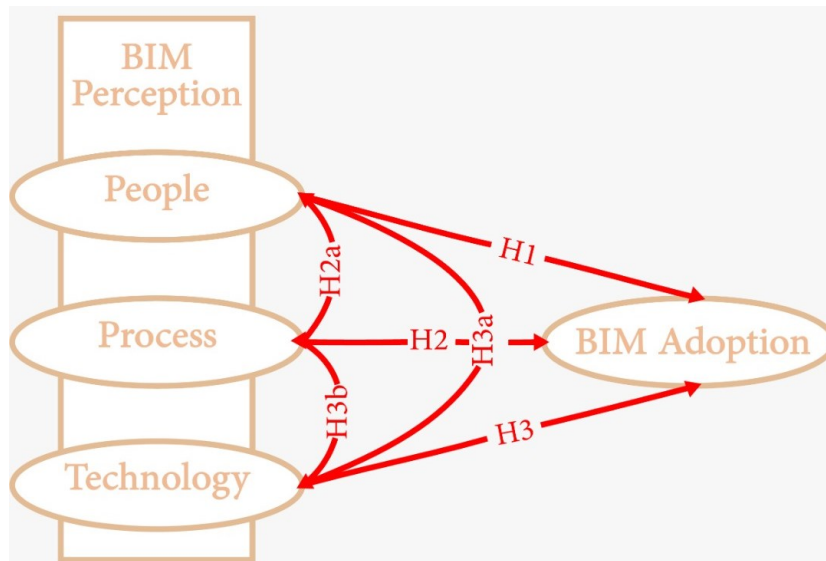 BIM
Perception
People
H1
H2a
Process
H2
H3a
BIM Adoption
H3b
H3
Technology